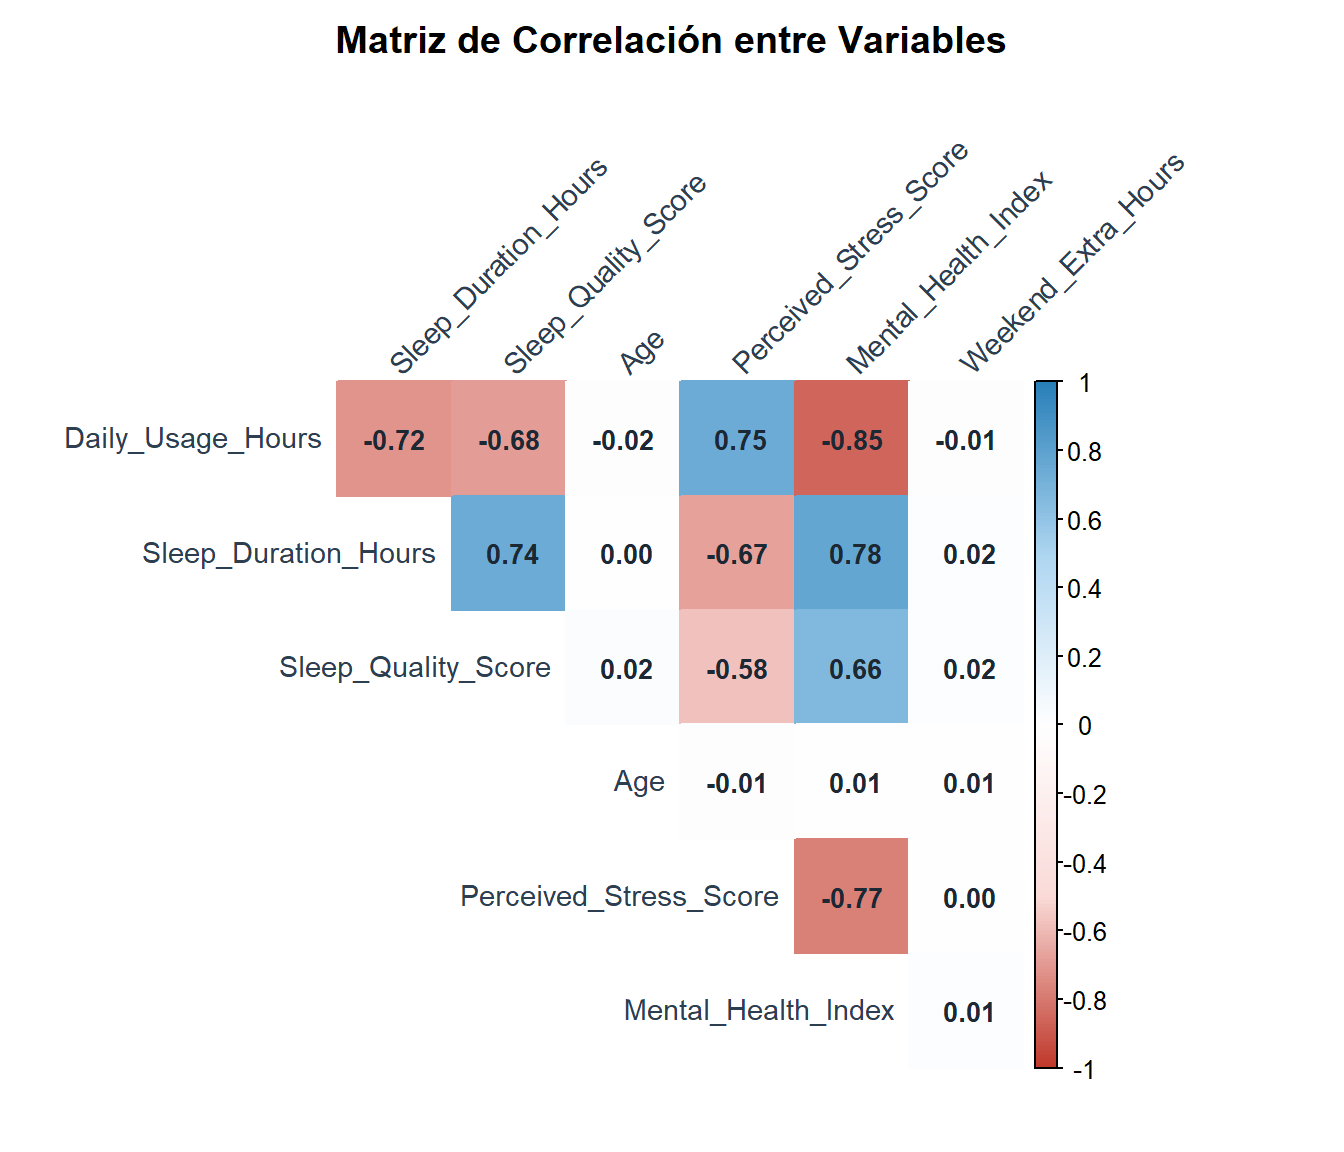 Matriz de Correlación entre Variables
Sleep_Duration_Hours
Sleep_Quality_Score
Age
Perceived_Stress_Score
Mental_Health_Index
Weekend_Extra_Hours
Daily_Usage_Hours -0.72 -0.68 -0.02 0.75 -0.85 -0.01
Sleep_Duration_Hours 0.74 0.00 -0.67 0.78 0.02
Sleep_Quality_Score 0.02 -0.58 0.66 0.02
Age -0.01 0.01 0.01
Perceived_Stress_Score -0.77 0.00
Mental_Health_Index 0.01
1
0.8
0.6
0.4
0.2
0
-0.2
-0.4
-0.6
-0.8
-1